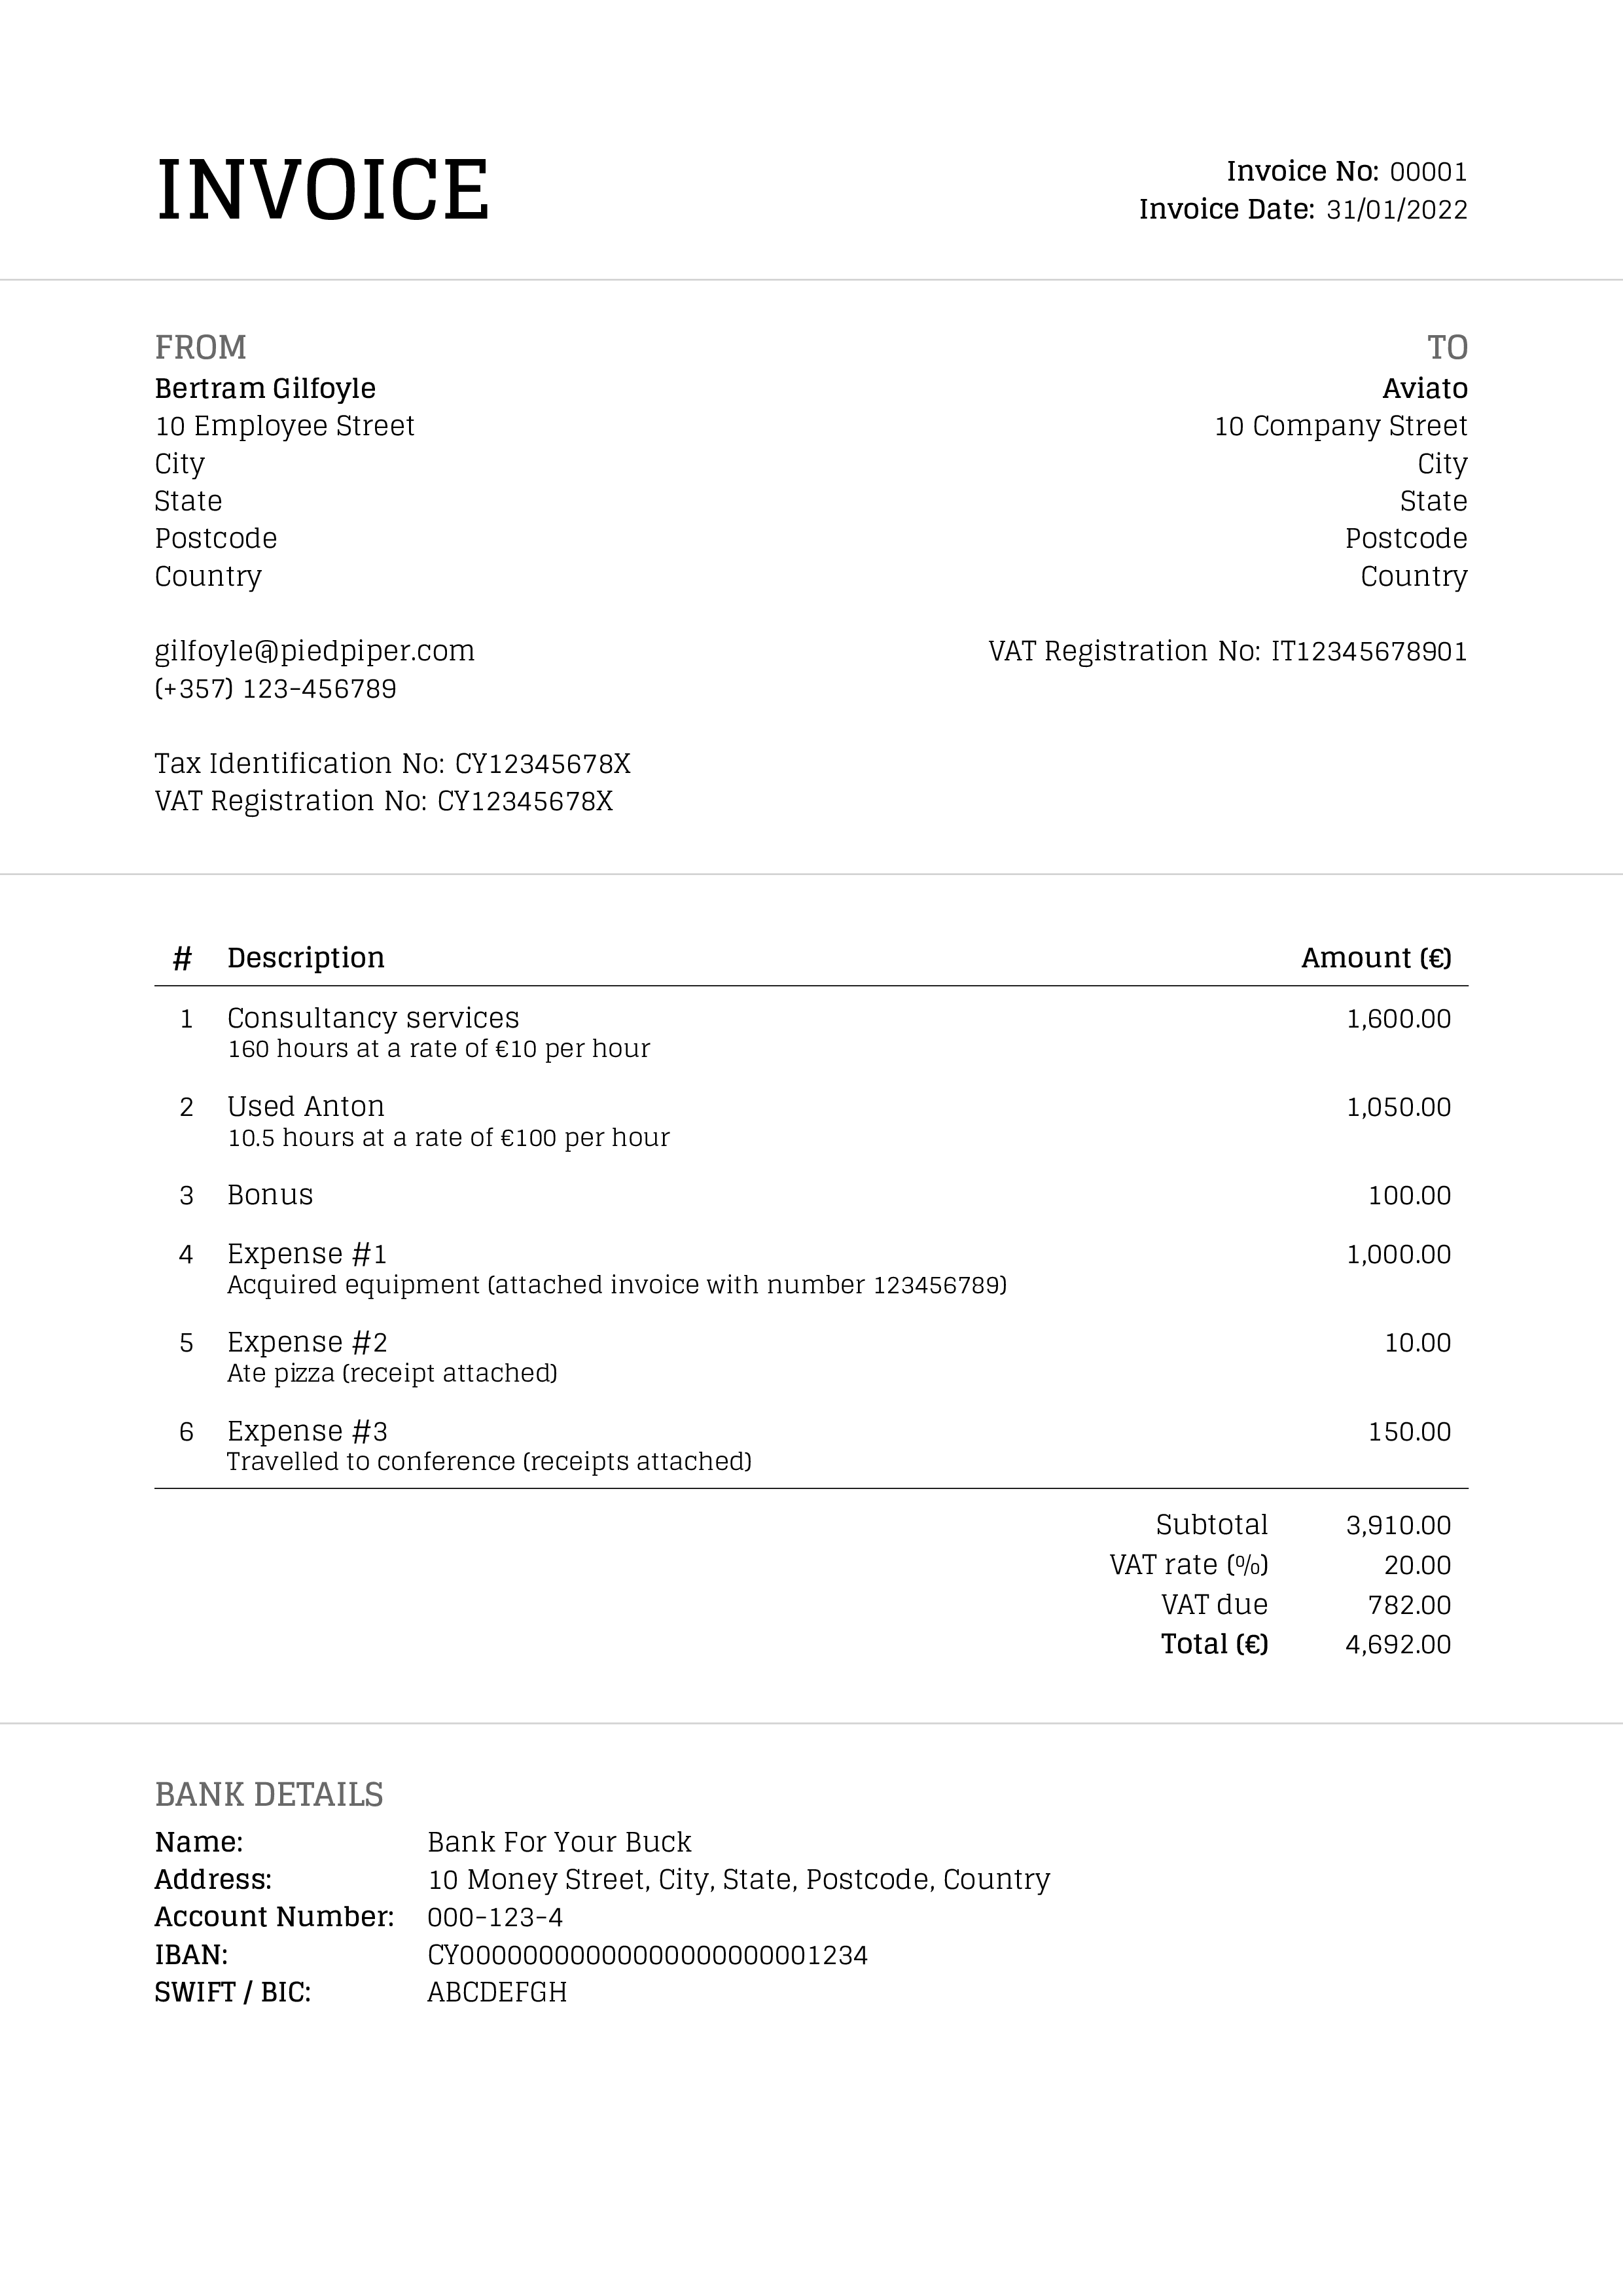 INVOICE
Invoice No: 00001
Invoice Date: 31/01/2022
FROM
Bertram Gilfoyle
10 Employee Street
City
State
Postcode
Country
gilfoyle@piedpiper.com
(+357) 123-456789
Tax Identification No: CY12345678X
VAT Registration No: CY12345678X
TO
Aviato
10 Company Street
City
State
Postcode
Country
VAT Registration No: IT12345678901
# Description Amount (€)
1 Consultancy services 1,600.00
160 hours at a rate of €10 per hour
2 Used Anton 1,050.00
10.5 hours at a rate of €100 per hour
3 Bonus 100.00
4 Expense #1 1,000.00
Acquired equipment (attached invoice with number 123456789)
5 Expense #2 10.00
Ate pizza (receipt attached)
6 Expense #3 150.00
Travelled to conference (receipts attached)
Subtotal 3,910.00
VAT rate (%) 20.00
VAT due 782.00
Total (€) 4,692.00
BANK DETAILS
Name: Bank For Your Buck
Address: 10 Money Street, City, State, Postcode, Country
Account Number: 000-123-4
IBAN: CY00000000000000000000001234
SWIFT / BIC: ABCDEFGH